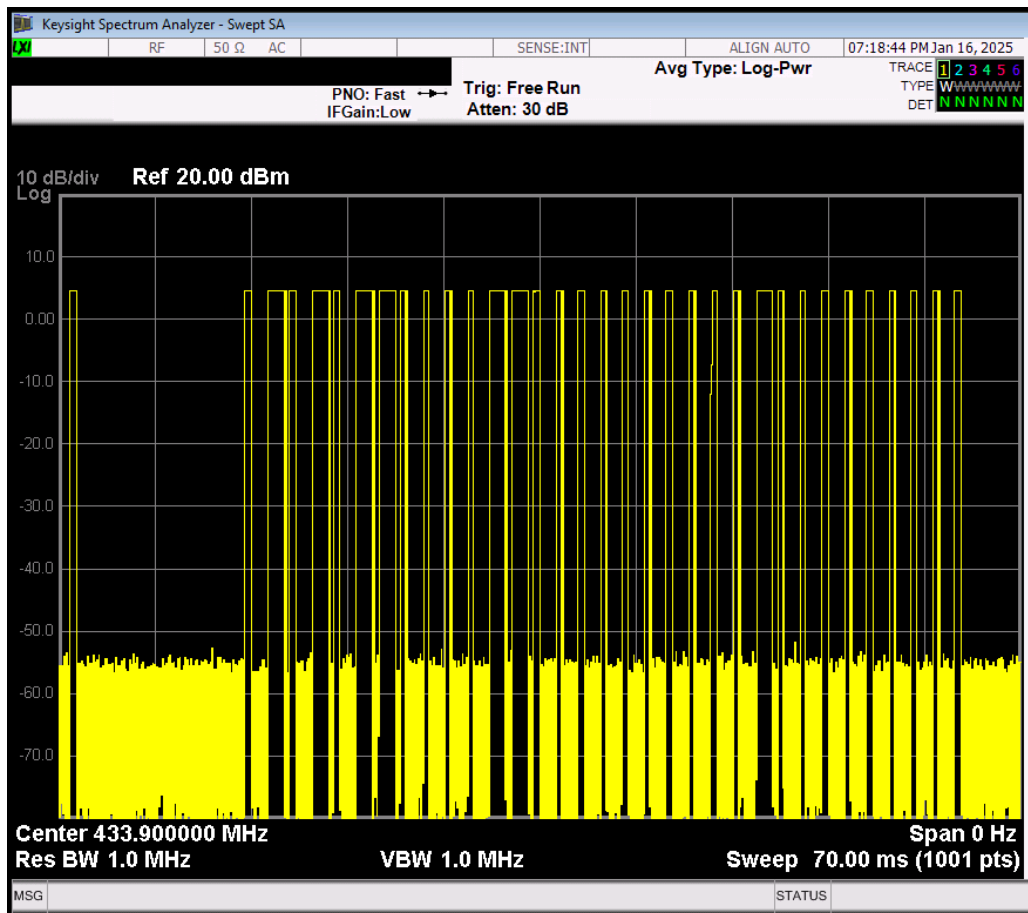 Keysight Spectrum Analyzer - Swept SA
LXI RF 50 Ω AC SENSE:INT ALIGN AUTO 07:18:44 PM Jan 16, 2025
Avg Type: Log-Pwr TRACE 1 2 3 4 5 6
PNO: Fast Trig: Free Run TYPE WWWWWWW
IFGain:Low Atten: 30 dB DET N N N N N N
10 dB/div Ref 20.00 dBm
Log
10.0
0.00
-10.0
-20.0
-30.0
-40.0
-50.0
-60.0
-70.0
Center 433.900000 MHz Span 0 Hz
Res BW 1.0 MHz VBW 1.0 MHz Sweep 70.00 ms (1001 pts)
MSG STATUS